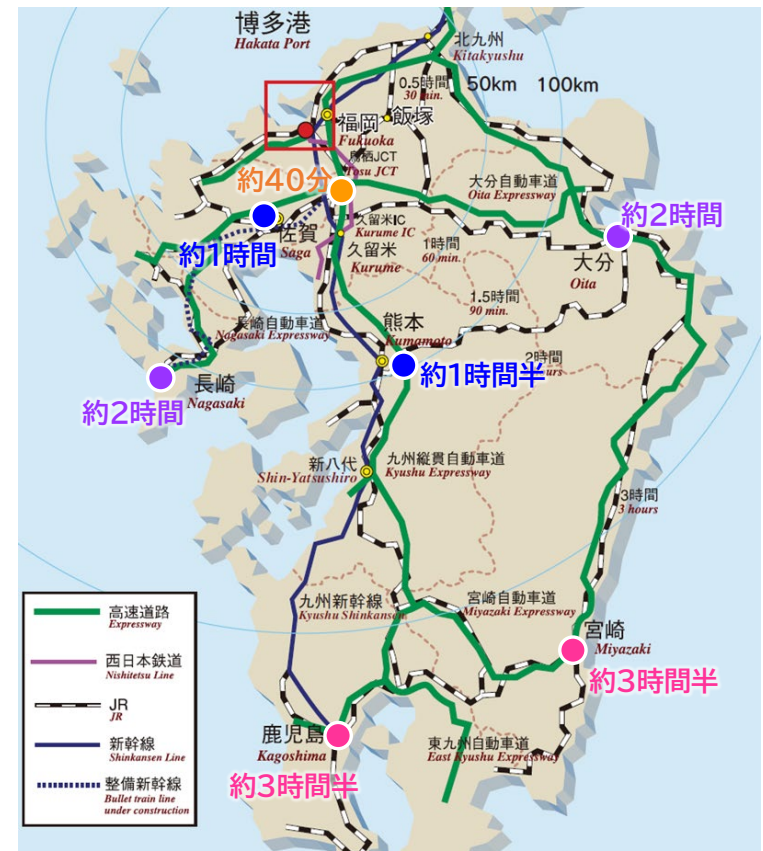 博多港
Hakata Port
北九州
Kitakyushu
0.5時間
30 min.
50km
100km
福岡
Fukuoka
飯塚
鳥栖JCT
Tosu JCT
約40分
大分自動車道
Oita Expressway
約2時間
大分
Oita
佐賀
Saga
約1時間
久留米IC
Kurume IC
久留米
Kurume
1時間
60 min.
1.5時間
90 min.
長崎自動車道
Nagasaki Expressway
熊本
Kumamoto
2時間
約1時間半
長崎
Nagasaki
約2時間
新八代
Shin-Yatsushiro
九州縦貫自動車道
Kyushu Expressway
3時間
3 hours
九州新幹線
Kyushu Shinkansen
宮崎自動車道
Miyazaki Expressway
宮崎
Miyazaki
約3時間半
鹿児島
Kagoshima
約3時間半
東九州自動車道
East Kyushu Expressway
高速道路
Expressway
西日本鉄道
Nishitetsu Line
JR
JR
新幹線
Shinkansen Line
整備新幹線
Bullet train line
under construction